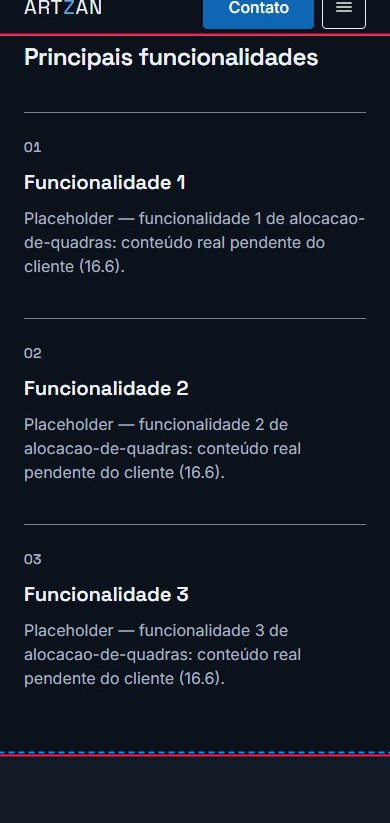 ARTZAN
Contato
Principais funcionalidades
01
Funcionalidade 1
Placeholder — funcionalidade 1 de alocacao-
de-quadras: conteúdo real pendente do
cliente (16.6).
02
Funcionalidade 2
Placeholder — funcionalidade 2 de
alocacao-de-quadras: conteúdo real
pendente do cliente (16.6).
03
Funcionalidade 3
Placeholder — funcionalidade 3 de
alocacao-de-quadras: conteúdo real
pendente do cliente (16.6).